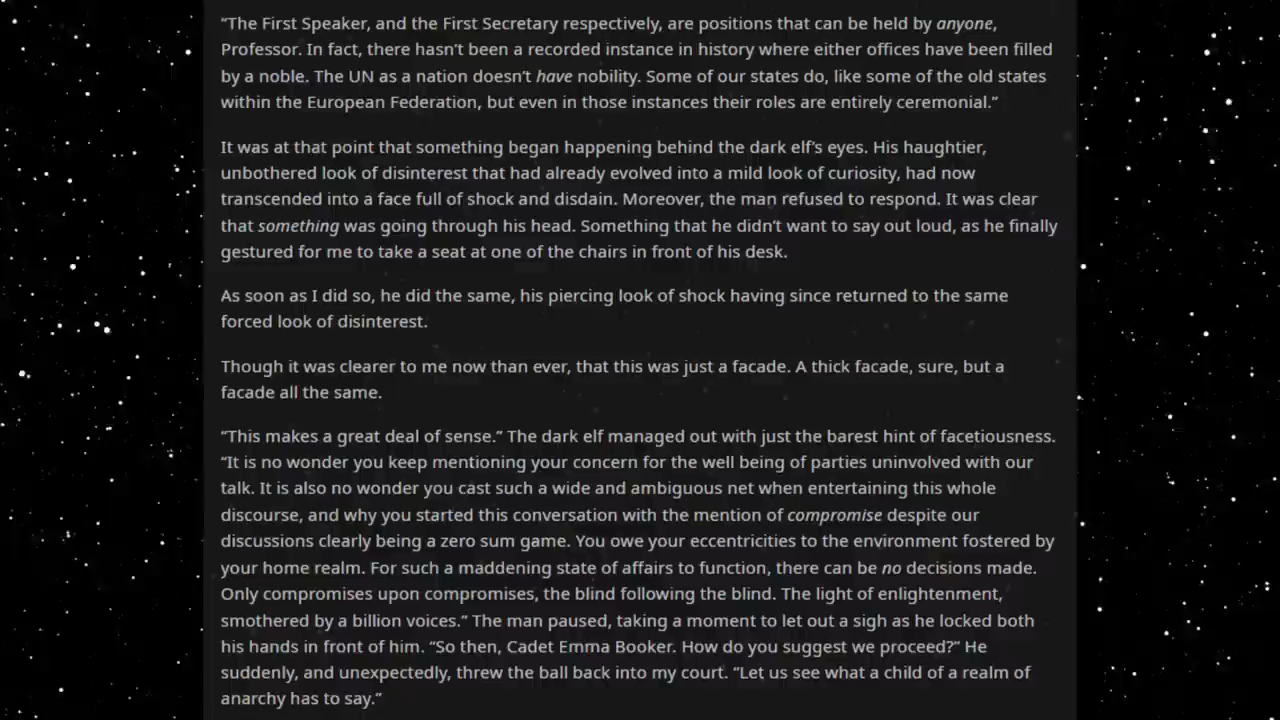 “The First Speaker, and the First Secretary respectively, are positions that can be held by anyone,
Professor. In fact, there hasn’t been a recorded instance in history where either offices have been filled
by a noble. The UN as a nation doesn’t have nobility. Some of our states do, like some of the old states
within the European Federation, but even in those instances their roles are entirely ceremonial.”
It was at that point that something began happening behind the dark elf’s eyes. His haughtier,
unbothered look of disinterest that had already evolved into a mild look of curiosity, had now
transcended into a face full of shock and disdain. Moreover, the man refused to respond. It was clear
that something was going through his head. Something that he didn’t want to say out loud, as he finally
gestured for me to take a seat at one of the chairs in front of his desk.
As soon as I did so, he did the same, his piercing look of shock having since returned to the same
forced look of disinterest.
Though it was clearer to me now than ever, that this was just a facade. A thick facade, sure, but a
facade all the same.
“This makes a great deal of sense.” The dark elf managed out with just the barest hint of facetiousness.
“It is no wonder you keep mentioning your concern for the well being of parties uninvolved with our
talk. It is also no wonder you cast such a wide and ambiguous net when entertaining this whole
discourse, and why you started this conversation with the mention of compromise despite our
discussions clearly being a zero sum game. You owe your eccentricities to the environment fostered by
your home realm. For such a maddening state of affairs to function, there can be no decisions made.
Only compromises upon compromises, the blind following the blind. The light of enlightenment,
smothered by a billion voices.” The man paused, taking a moment to let out a sigh as he locked both
his hands in front of him. “So then, Cadet Emma Booker. How do you suggest we proceed?” He
suddenly, and unexpectedly, threw the ball back into my court. “Let us see what a child of a realm of
anarchy has to say.”